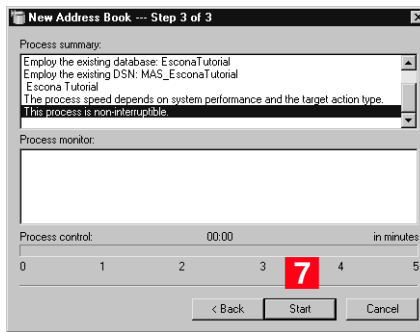 New Address Book --- Step 3 of 3
Process summary:
Employ the existing database: EsconaTutorial
Employ the existing DSN: MAS_EsconaTutorial
Escona Tutorial
The process speed depends on system performance and the target action type.
This process is non-interruptible.
Process monitor:
Process control: 00:00 in minutes
0 1 2 3 4 5
7
< Back Start Cancel